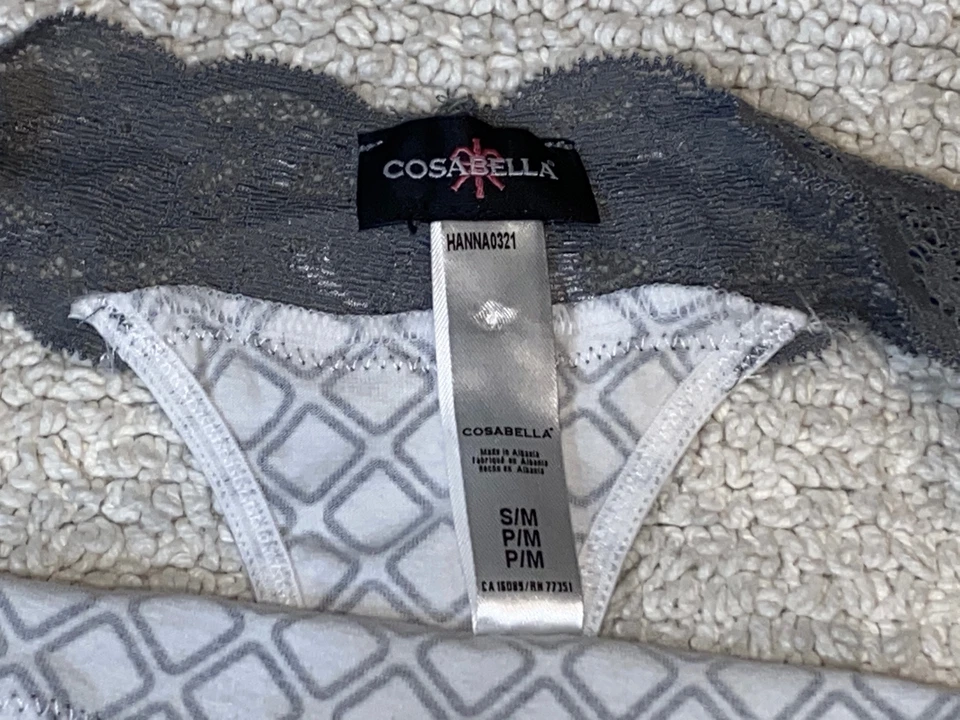 COSABELLA
HANNA0321
COSABELLA
Made in Albania
Fabriqué en Albanie
Hecho en Albania
S/M
P/M
P/M
CA 16089/RN 77351